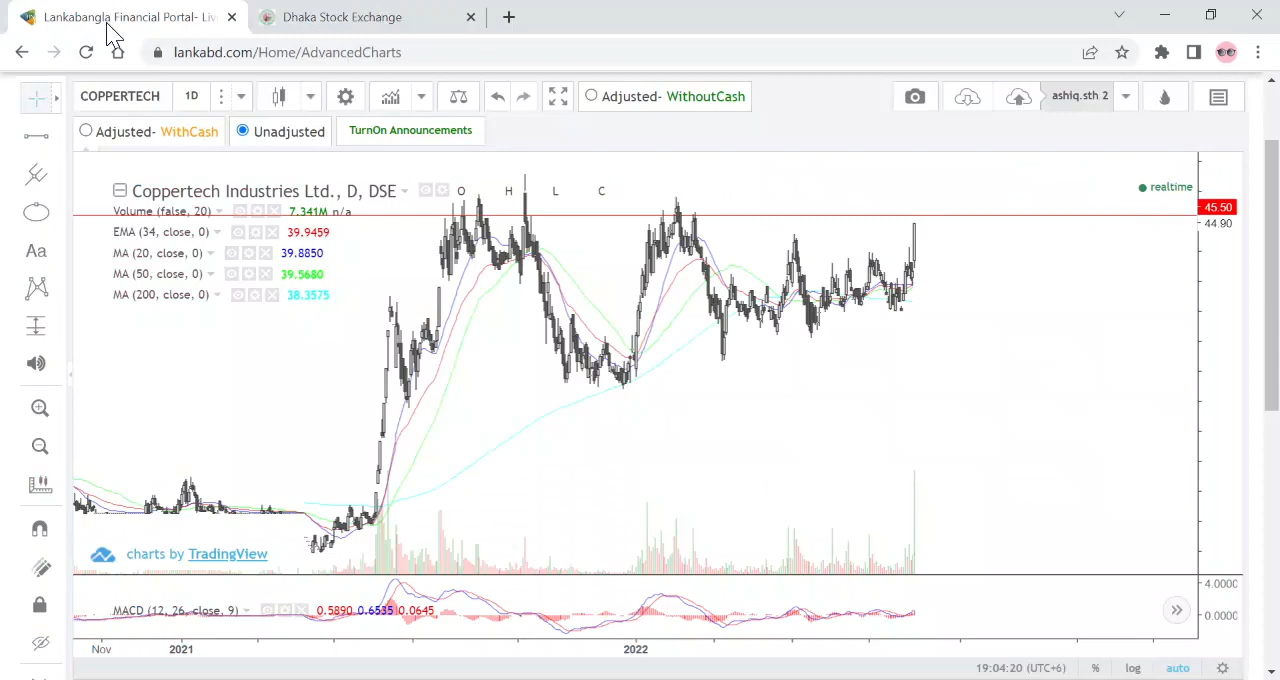 Lankabangla Financial Portal- Liv
Dhaka Stock Exchange
lankabd.com/Home/AdvancedCharts
COPPERTECH
1D
Adjusted- WithoutCash
ashiq.sth 2
Adjusted- WithCash
Unadjusted
TurnOn Announcements
Coppertech Industries Ltd., D, DSE
O H L C
realtime
Volume (false, 20) 7.341M n/a
45.50
44.90
EMA (34, close, 0) 39.9459
MA (20, close, 0) 39.8850
MA (50, close, 0) 39.5680
MA (200, close, 0) 38.3575
Aa
charts by TradingView
MACD (12, 26, close, 9) 0.5890 0.6535 0.0645
4.0000
0.0000
Nov 2021 2022
19:04:20 (UTC+6) % log auto